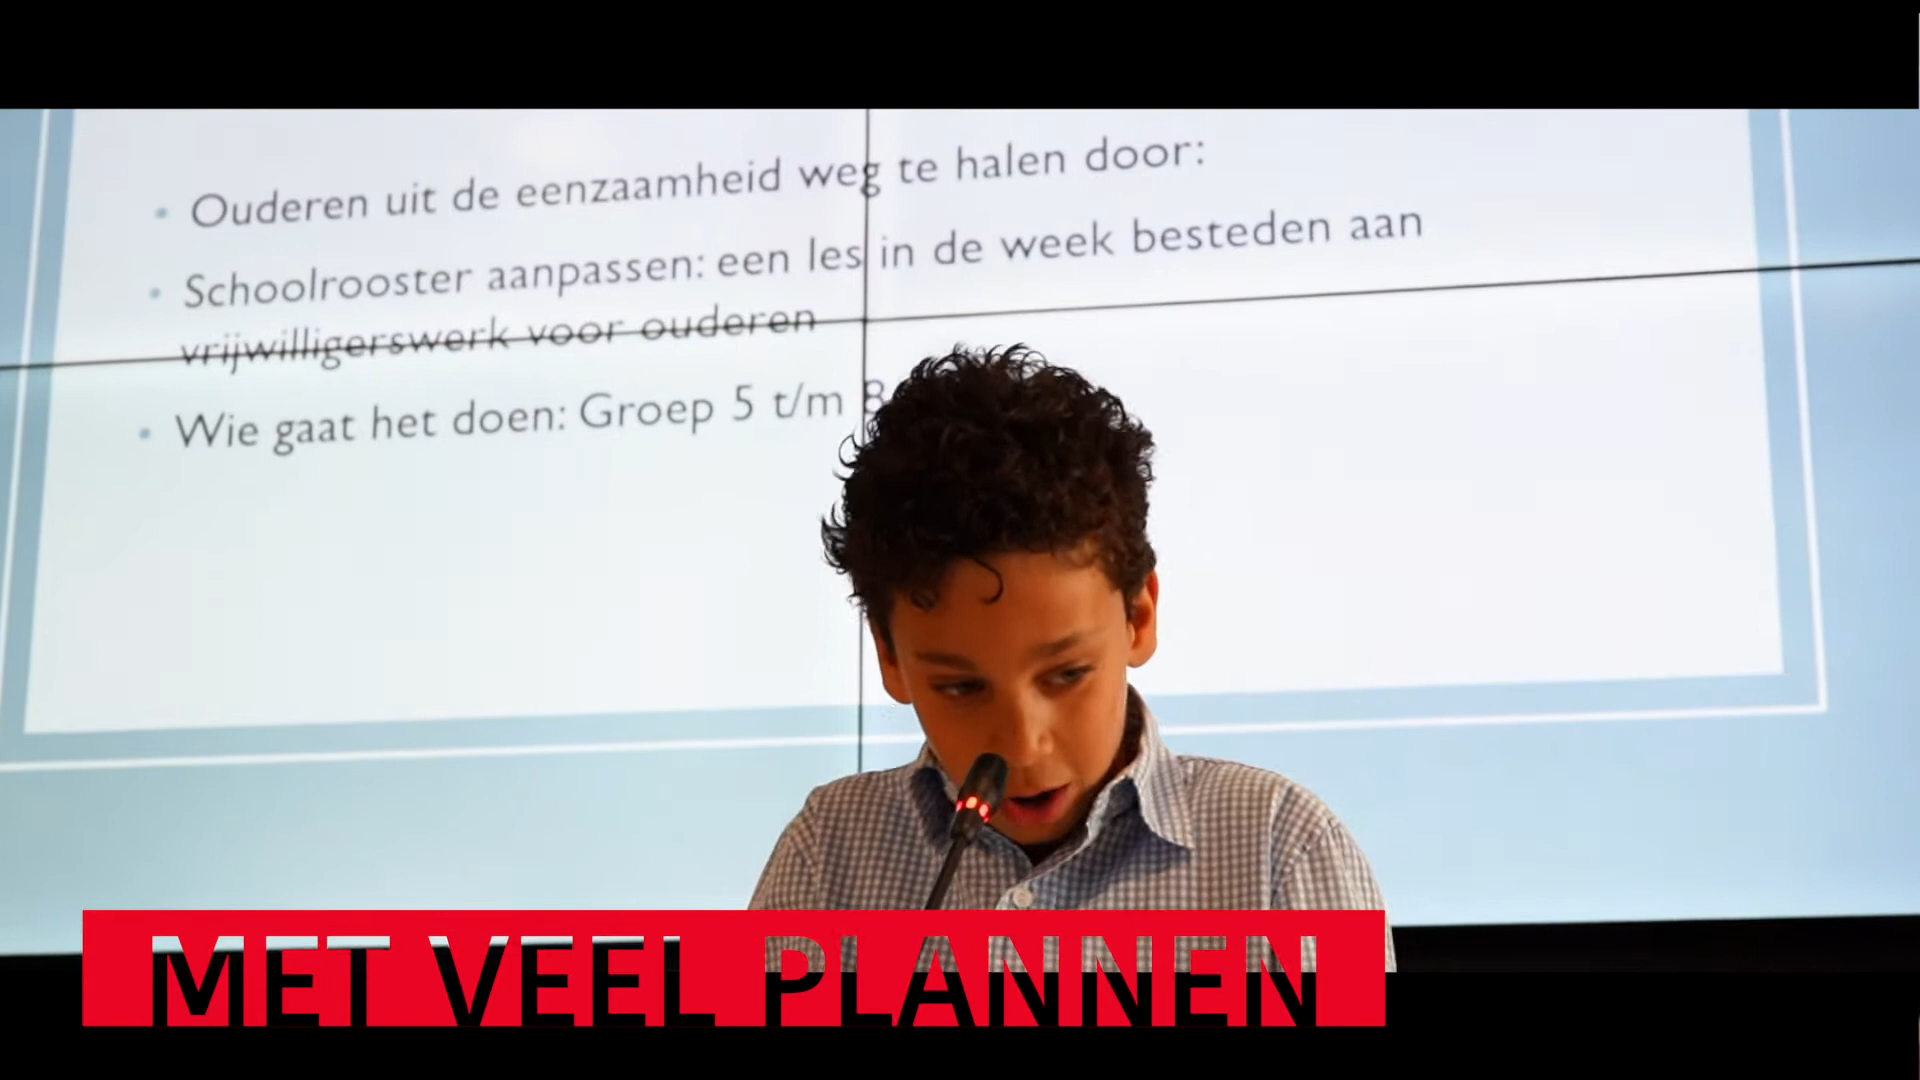 Ouderen uit de eenzaamheid weg te halen door:
Schoolrooster aanpassen: een les in de week besteden aan
vrijwilligerswerk voor ouderen
Wie gaat het doen: Groep 5 t/m 8
MET VEEL PLANNEN